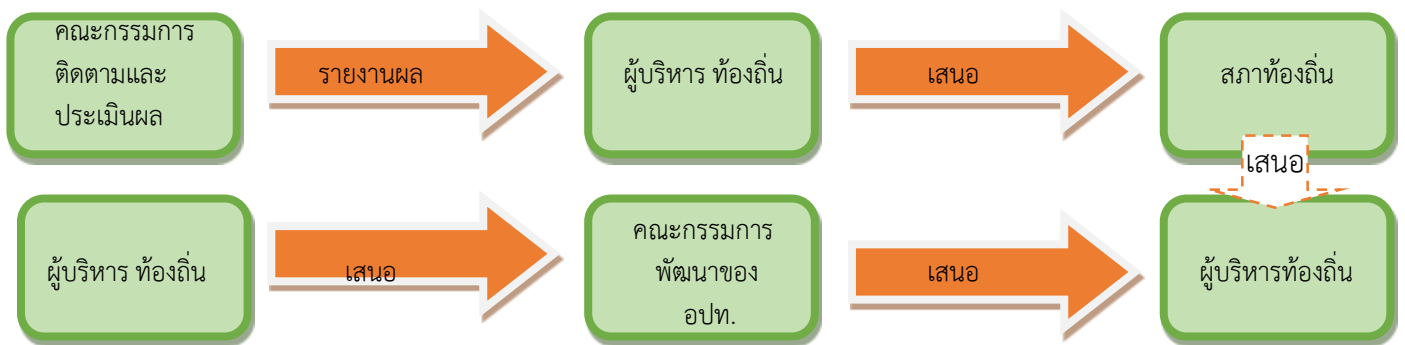 คณะกรรมการ
ติดตามและ
ประเมินผล
รายงานผล
ผู้บริหาร ท้องถิ่น
เสนอ
สภาท้องถิ่น
เสนอ
ผู้บริหาร ท้องถิ่น
เสนอ
คณะกรรมการ
พัฒนาของ
อปท.
เสนอ
ผู้บริหารท้องถิ่น